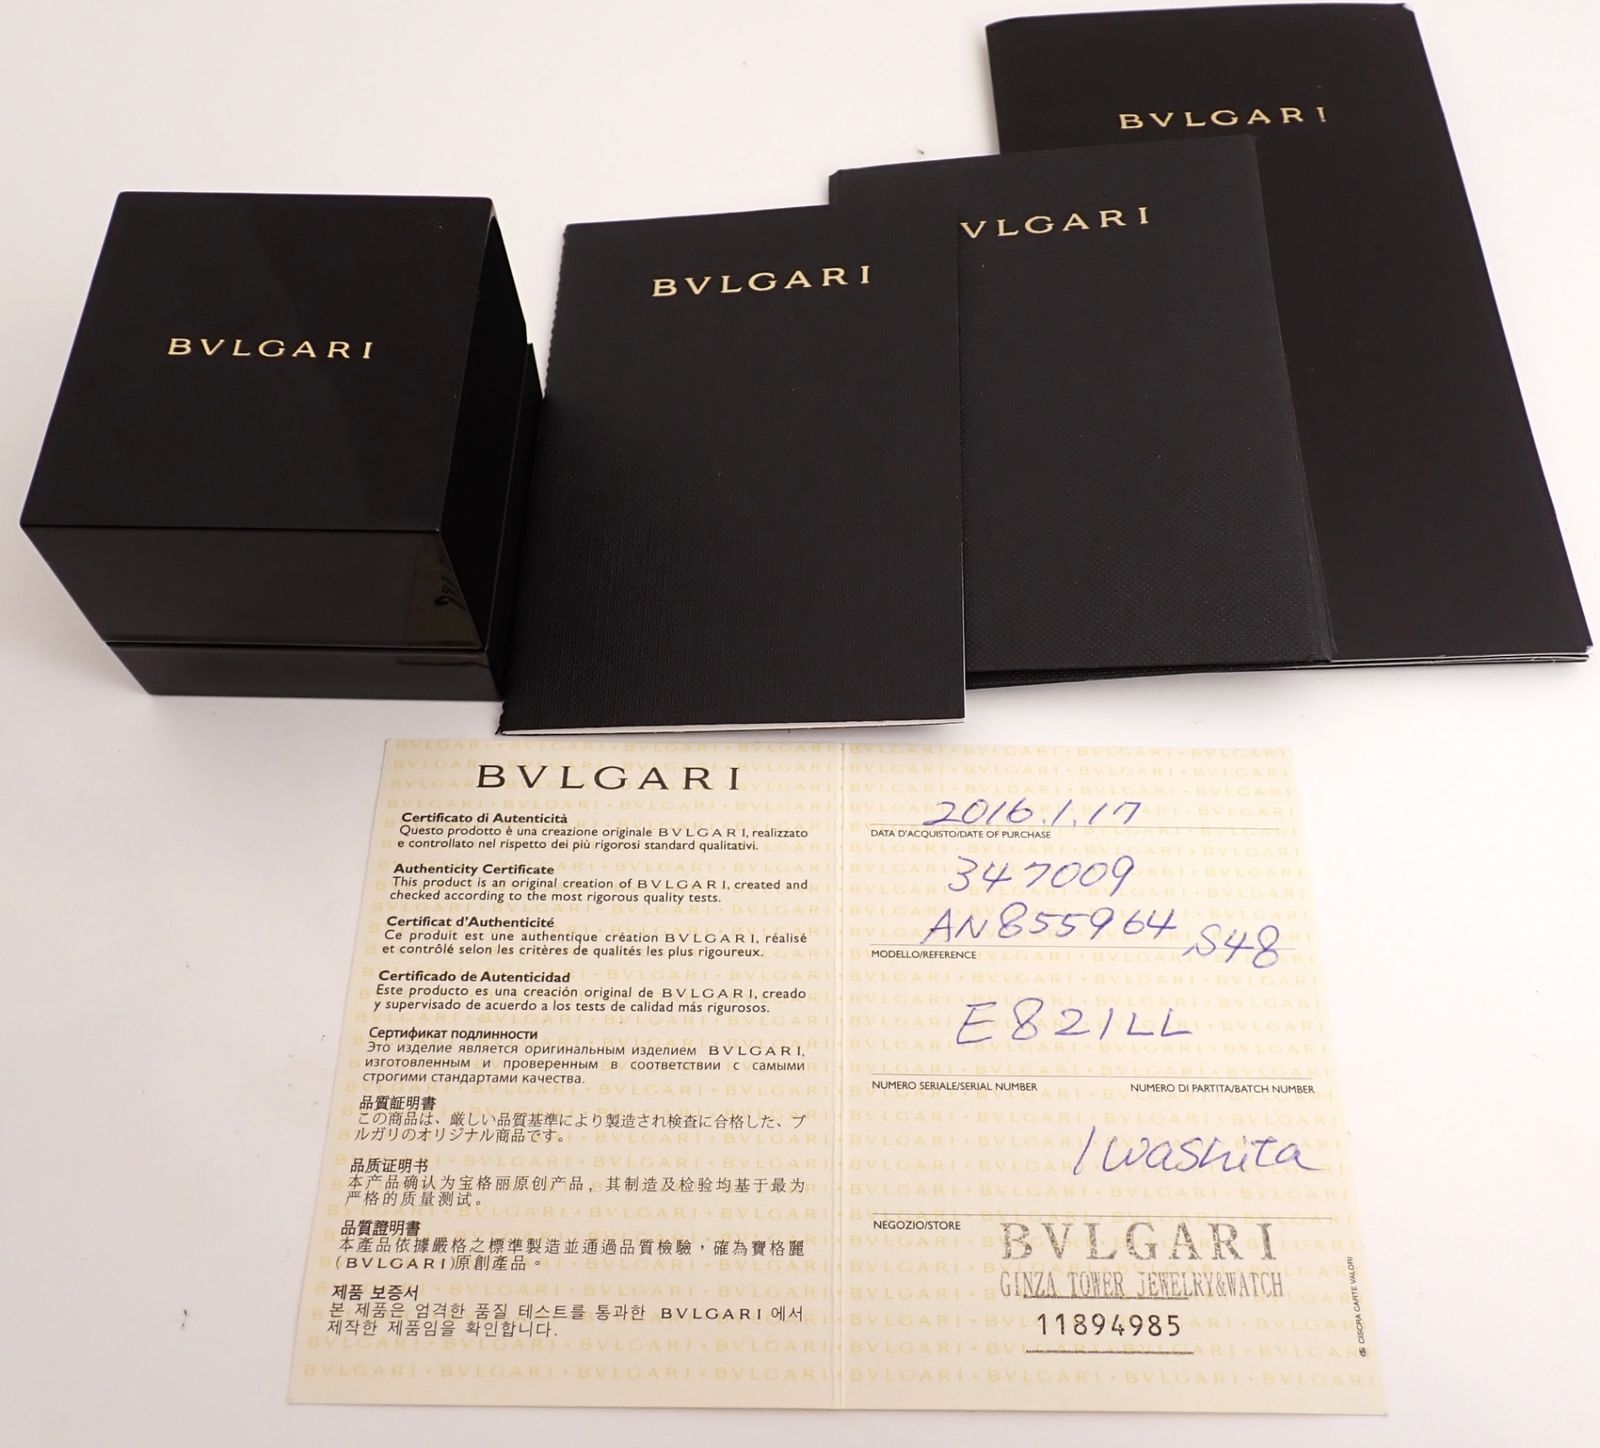 BVLGARI
BVLGARI
VLGARI
BVLGARI
BVLGARI
Certificato di Autenticità
Questo prodotto è una creazione originale BVLGARI, realizzato
e controllato nel rispetto dei più rigorosi standard qualitativi.
Authenticity Certificate
This product is an original creation of BVLGARI, created and
checked according to the most rigorous quality tests.
Certificat d'Authenticité
Ce produit est une authentique création BVLGARI, réalisé
et contrôlé selon les critères de qualités les plus rigoureux.
Certificado de Autenticidad
Este producto es una creación original de BVLGARI, creado
y supervisado de acuerdo a los tests de calidad más rigurosos.
Сертификат подлинности
Это изделие является оригинальным изделием BVLGARI,
изготовленным и проверенным в соответствии с самыми
строгими стандартами качества.
品質証明書
この商品は、厳しい品質基準により製造され検査に合格した、ブ
ルガリのオリジナル商品です。
品质证明书
本产品确认为宝格丽原创产品，其制造及检验均基于最为
严格的质量测试。
品質證明書
本產品依據嚴格之標準製造並通過品質檢驗，確為寶格麗
(BVLGARI)原創產品。
제품 보증서
본 제품은 엄격한 품질 테스트를 통과한 BVLGARI 에서
제작한 제품임을 확인합니다.
2016.1.17
DATA D'ACQUISTO/DATE OF PURCHASE
347009
AN855964 S48
MODELLO/REFERENCE
E821LL
NUMERO SERIALE/SERIAL NUMBER NUMERO DI PARTITA/BATCH NUMBER
Iwashita
NEGOZIO/STORE
BVLGARI
GINZA TOWER JEWELRY&WATCH
11894985
CISCRA CARTE VALORI